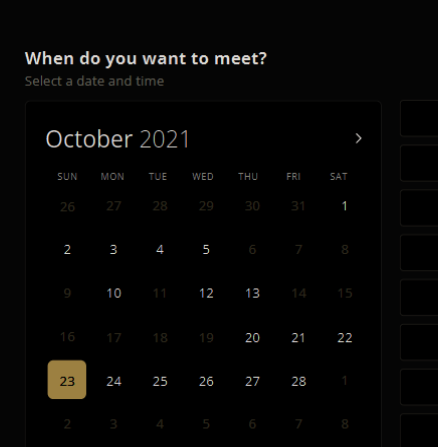 When do you want to meet?
Select a date and time
October 2021
SUN MON TUE WED THU FRI SAT
26 27 28 29 30 31 1
2 3 4 5 6 7 8
9 10 11 12 13 14 15
16 17 18 19 20 21 22
23 24 25 26 27 28 1
2 3 4 5 6 7 8